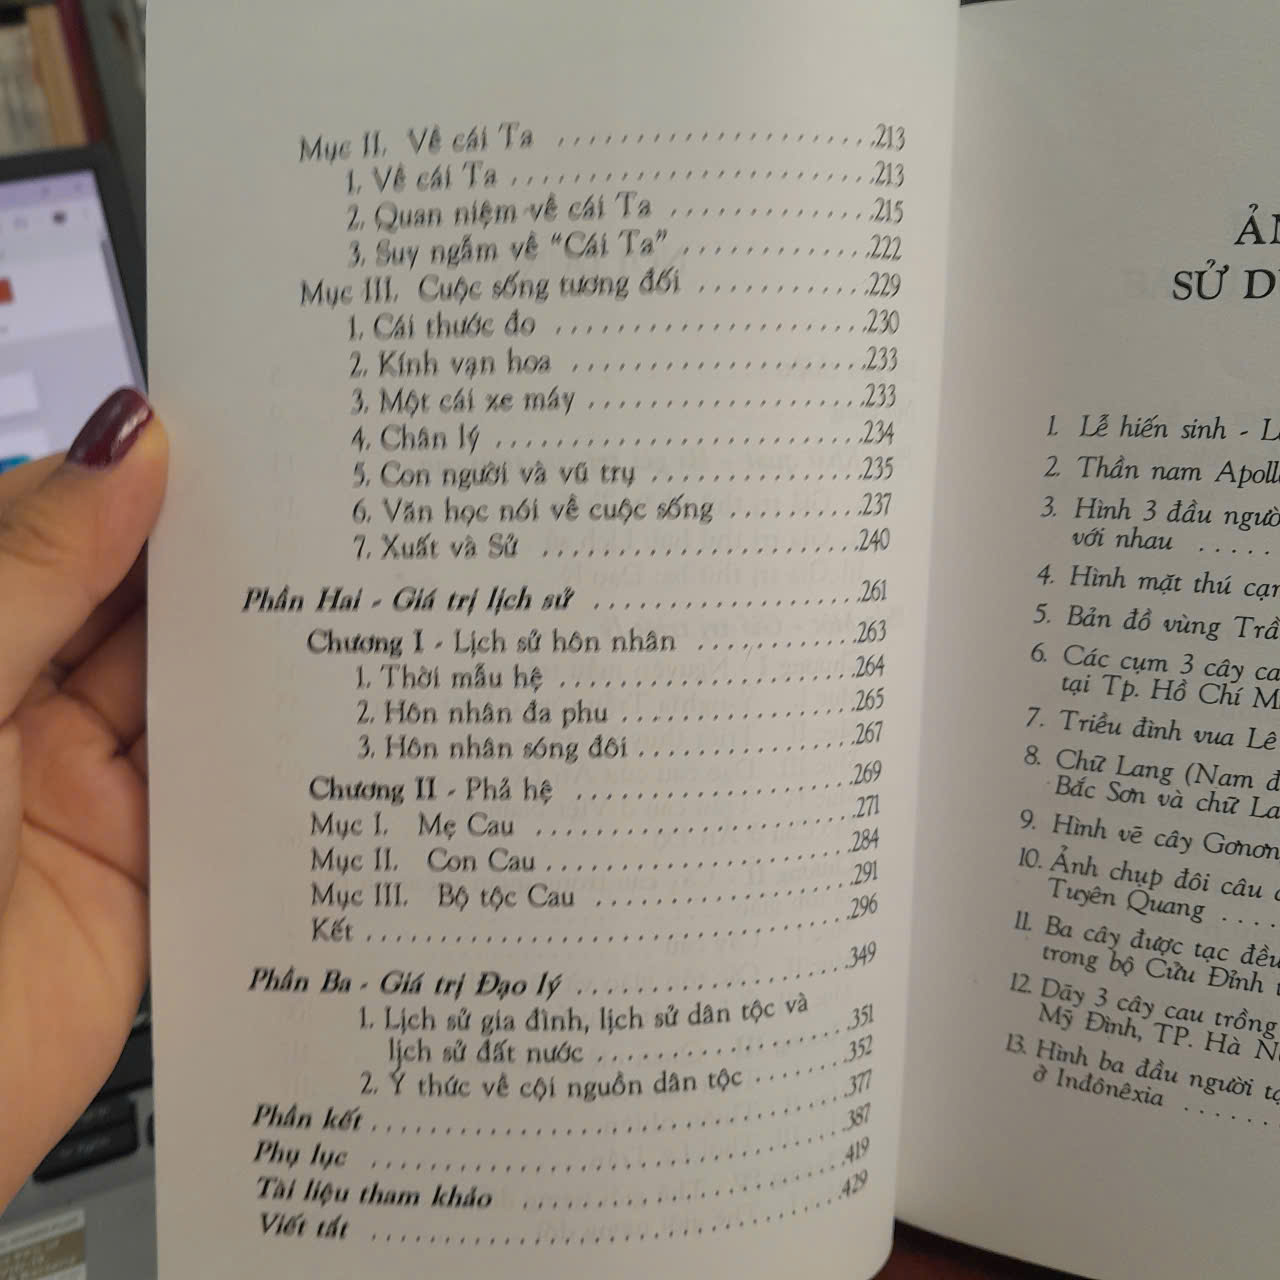 Mục II. Về cái Ta ........................213
1. Về cái Ta ........................213
2. Quan niệm về cái Ta ................215
3. Suy ngẫm về "Cái Ta" ..............222
Mục III. Cuộc sống tương đối .............229
1. Cái thước đo ......................230
2. Kính vạn hoa ......................233
3. Một cái xe máy ....................233
4. Chân lý ..........................234
5. Con người và vũ trụ ................235
6. Văn học nói về cuộc sống ..........237
7. Xuất và Sử ........................240
Phần Hai - Giá trị lịch sử ....................261
Chương I - Lịch sử hôn nhân .............263
1. Thời mẫu hệ ......................264
2. Hôn nhân đa phu ..................265
3. Hôn nhân sóng đôi ................267
Chương II - Phả hệ ....................269
Mục I. Mẹ Cau ........................271
Mục II. Con Cau ......................284
Mục III. Bộ tộc Cau ....................291
Kết ..................................296
Phần Ba - Giá trị Đạo lý ....................349
1. Lịch sử gia đình, lịch sử dân tộc và
lịch sử đất nước ....................351
2. Ý thức về cội nguồn dân tộc ........352
Phần kết ..................................377
Phụ lục ..................................387
Tài liệu tham khảo ........................419
Viết tắt ..................................429
SỬ
1. Lễ hiến sinh -
2. Thần nam
3. Hình 3 đầu
với nhau ......
4. Hình mặt thú
5. Bản đồ vùng
6. Các cụm 3 cây
tại Tp. Hồ Chí
7. Triều đình vua Lê
8. Chữ Lang (Nam
Bắc Sơn và chữ
9. Hình vẽ cây
10. Ảnh chụp đôi câu
Tuyên Quang ....
11. Ba cây được tạc
trong bộ Cửu Đỉnh
12. Dãy 3 cây cau trồng
Mỹ Đình, TP. Hà
13. Hình ba đầu người
ở Inđônêxia ........